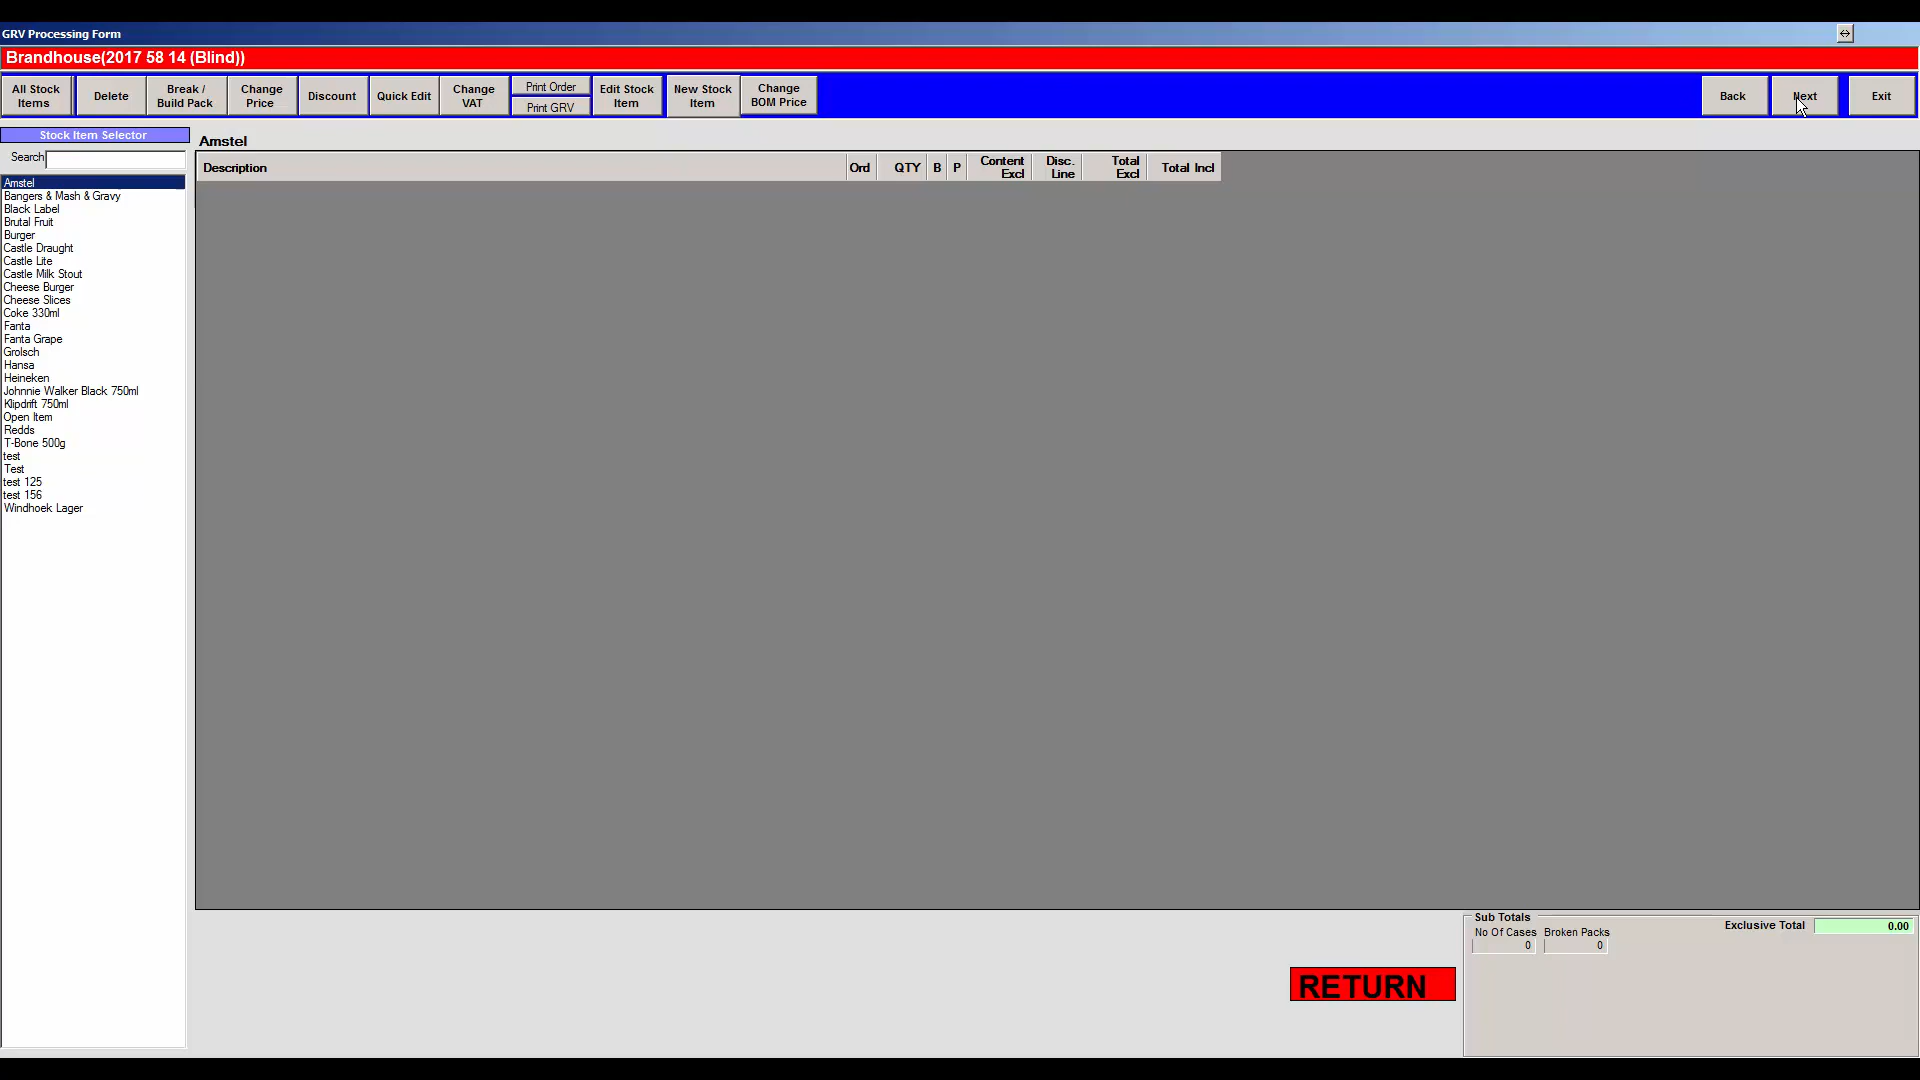 GRV Processing Form
Brandhouse(2017 58 14 (Blind))
All Stock Items
Delete
Break / Build Pack
Change Price
Discount
Quick Edit
Change VAT
Print Order
Print GRV
Edit Stock Item
New Stock Item
Change BOM Price
Back
Next
Exit
Stock Item Selector
Search
Amstel
Bangers & Mash & Gravy
Black Label
Brutal Fruit
Burger
Castle Draught
Castle Lite
Castle Milk Stout
Cheese Burger
Cheese Slices
Coke 330ml
Fanta
Fanta Grape
Grolsch
Hansa
Heineken
Johnnie Walker Black 750ml
Klipdrift 750ml
Open Item
Redds
T-Bone 500g
test
Test
test 125
test 156
Windhoek Lager
Amstel
Description Ord QTY B P Content Excl Disc. Line Total Excl Total Incl
RETURN
Sub Totals
No Of Cases Broken Packs
0 0
Exclusive Total 0.00